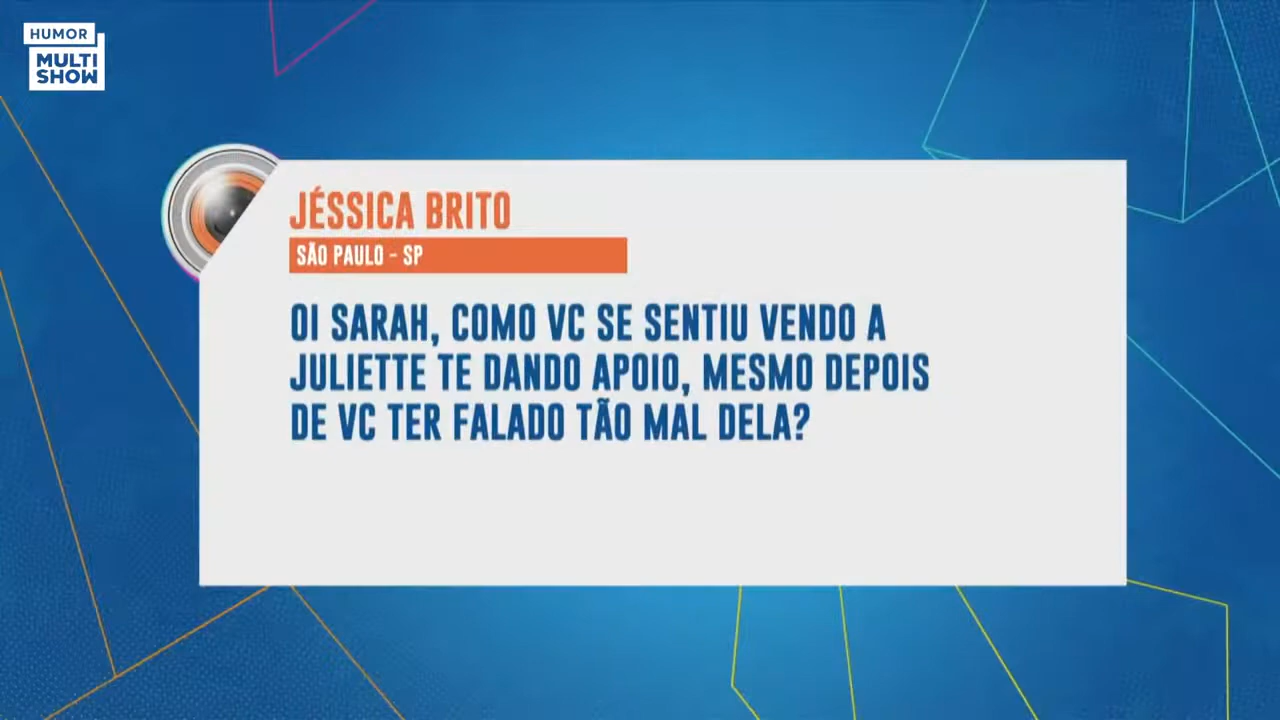 HUMOR
MULTI
SHOW
JÉSSICA BRITO
SÃO PAULO - SP
OI SARAH, COMO VC SE SENTIU VENDO A
JULIETTE TE DANDO APOIO, MESMO DEPOIS
DE VC TER FALADO TÃO MAL DELA?